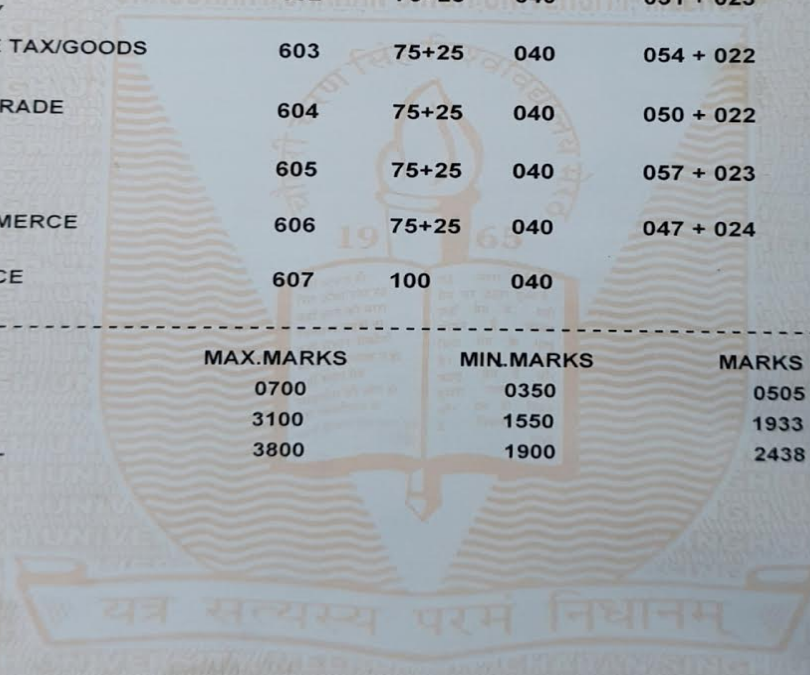 TAX/GOODS 603 75+25 040 054 + 022
RADE 604 75+25 040 050 + 022
605 75+25 040 057 + 023
MERCE 606 75+25 040 047 + 024
CE 607 100 040
MAX.MARKS MIN.MARKS MARKS
0700 0350 0505
3100 1550 1933
3800 1900 2438
19 65
यत्र सत्यस्य परमं निधानम्